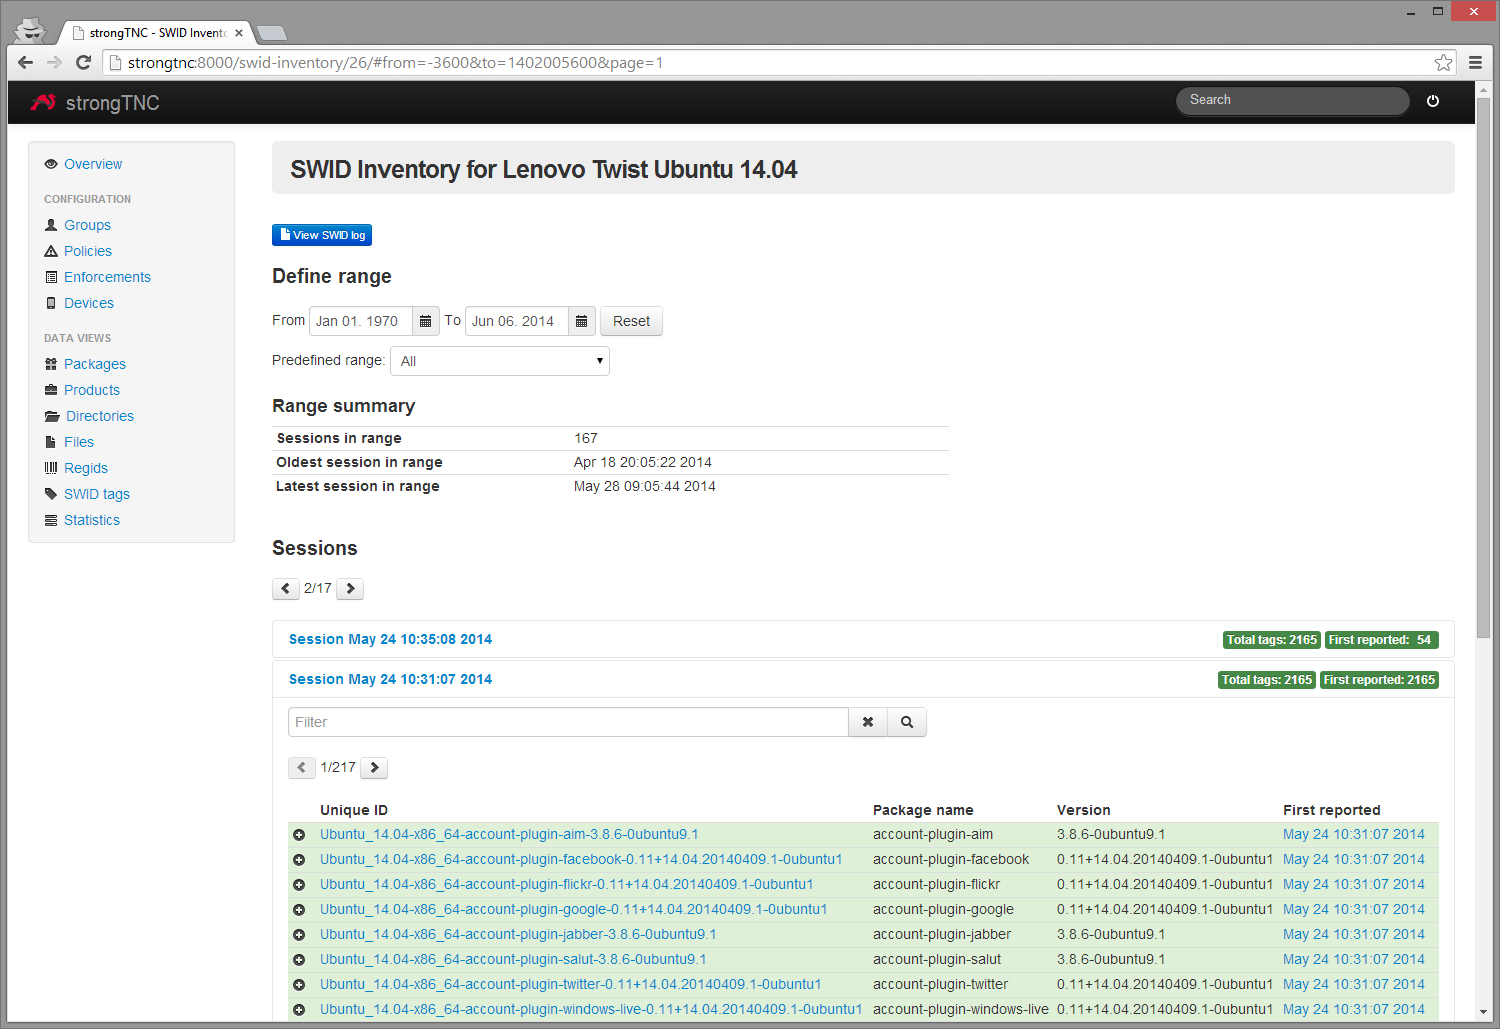 strongTNC - SWID Invent
strongtnc:8000/swid-inventory/26/#from=-3600&to=1402005600&page=1
strongTNC
Search
Overview
CONFIGURATION
Groups
Policies
Enforcements
Devices
DATA VIEWS
Packages
Products
Directories
Files
Regids
SWID tags
Statistics
SWID Inventory for Lenovo Twist Ubuntu 14.04
View SWID log
Define range
From Jan 01. 1970 To Jun 06. 2014 Reset
Predefined range: All
Range summary
Sessions in range 167
Oldest session in range Apr 18 20:05:22 2014
Latest session in range May 28 09:05:44 2014
Sessions
2/17
Session May 24 10:35:08 2014 Total tags: 2165 First reported: 54
Session May 24 10:31:07 2014 Total tags: 2165 First reported: 2165
Filter
1/217
Unique ID Package name Version First reported
Ubuntu_14.04-x86_64-account-plugin-aim-3.8.6-0ubuntu9.1 account-plugin-aim 3.8.6-0ubuntu9.1 May 24 10:31:07 2014
Ubuntu_14.04-x86_64-account-plugin-facebook-0.11+14.04.20140409.1-0ubuntu1 account-plugin-facebook 0.11+14.04.20140409.1-0ubuntu1 May 24 10:31:07 2014
Ubuntu_14.04-x86_64-account-plugin-flickr-0.11+14.04.20140409.1-0ubuntu1 account-plugin-flickr 0.11+14.04.20140409.1-0ubuntu1 May 24 10:31:07 2014
Ubuntu_14.04-x86_64-account-plugin-google-0.11+14.04.20140409.1-0ubuntu1 account-plugin-google 0.11+14.04.20140409.1-0ubuntu1 May 24 10:31:07 2014
Ubuntu_14.04-x86_64-account-plugin-jabber-3.8.6-0ubuntu9.1 account-plugin-jabber 3.8.6-0ubuntu9.1 May 24 10:31:07 2014
Ubuntu_14.04-x86_64-account-plugin-salut-3.8.6-0ubuntu9.1 account-plugin-salut 3.8.6-0ubuntu9.1 May 24 10:31:07 2014
Ubuntu_14.04-x86_64-account-plugin-twitter-0.11+14.04.20140409.1-0ubuntu1 account-plugin-twitter 0.11+14.04.20140409.1-0ubuntu1 May 24 10:31:07 2014
Ubuntu_14.04-x86_64-account-plugin-windows-live-0.11+14.04.20140409.1-0ubuntu1 account-plugin-windows-live 0.11+14.04.20140409.1-0ubuntu1 May 24 10:31:07 2014